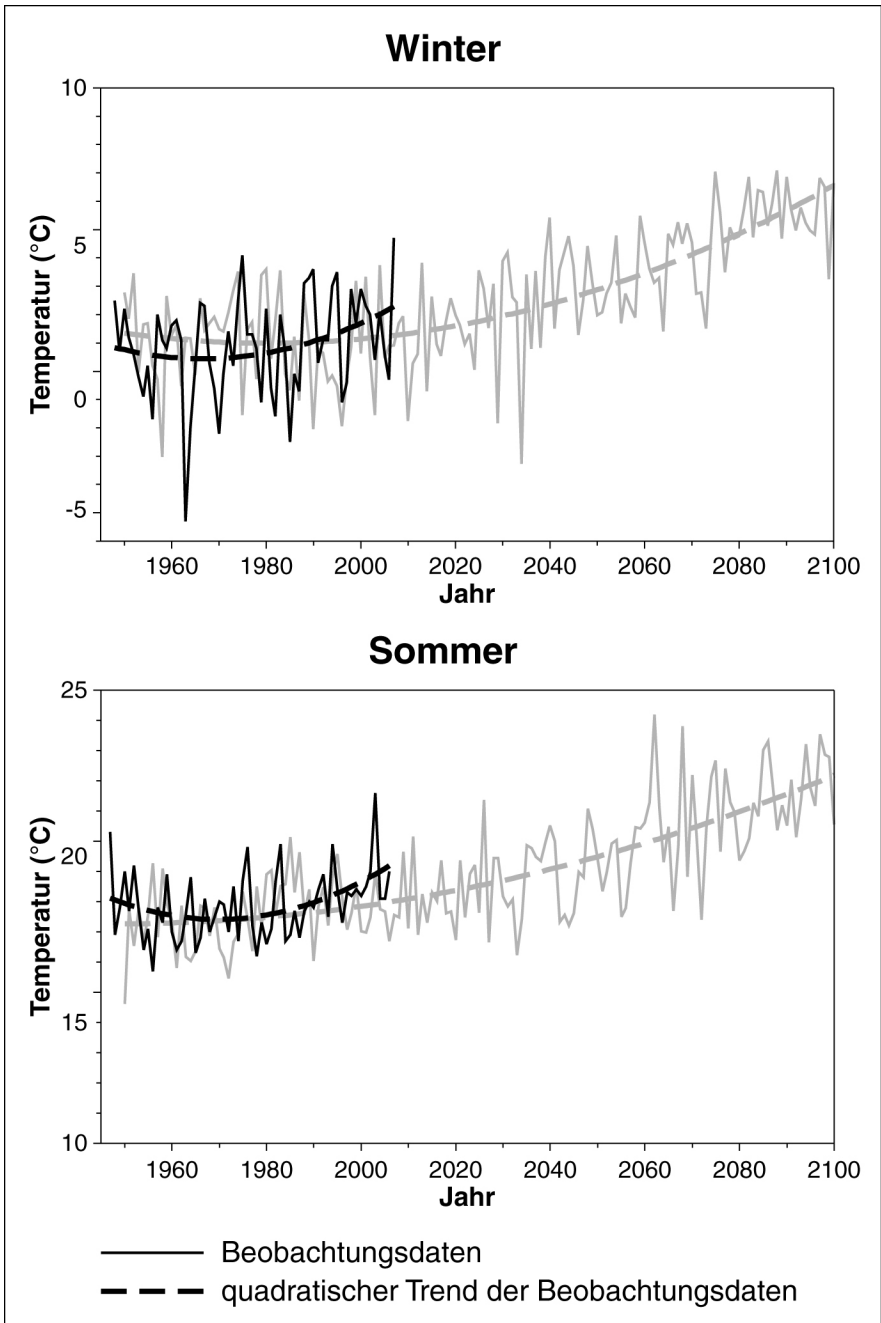 Winter
10
5
0
-5
Temperatur (°C)
1960 1980 2000 2020 2040 2060 2080 2100
Jahr
Sommer
25
20
15
10
Temperatur (°C)
1960 1980 2000 2020 2040 2060 2080 2100
Jahr
Beobachtungsdaten
quadratischer Trend der Beobachtungsdaten